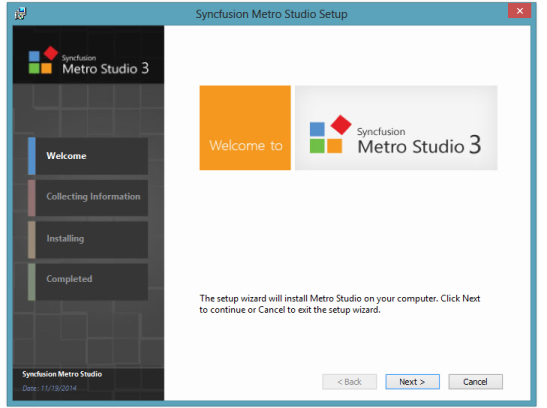 Syncfusion Metro Studio Setup
Syncfusion
Metro Studio 3
Welcome
Collecting Information
Installing
Completed
Syncfusion Metro Studio
Date: 11/19/2014
Welcome to
Syncfusion
Metro Studio 3
The setup wizard will install Metro Studio on your computer. Click Next
to continue or Cancel to exit the setup wizard.
< Back
Next >
Cancel